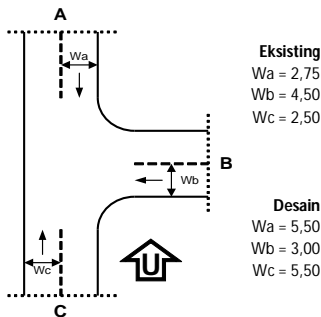 A
Wa
Eksisting
Wa = 2,75
Wb = 4,50
Wc = 2,50
B
Wb
Desain
Wa = 5,50
Wb = 3,00
Wc = 5,50
Wc
U
C